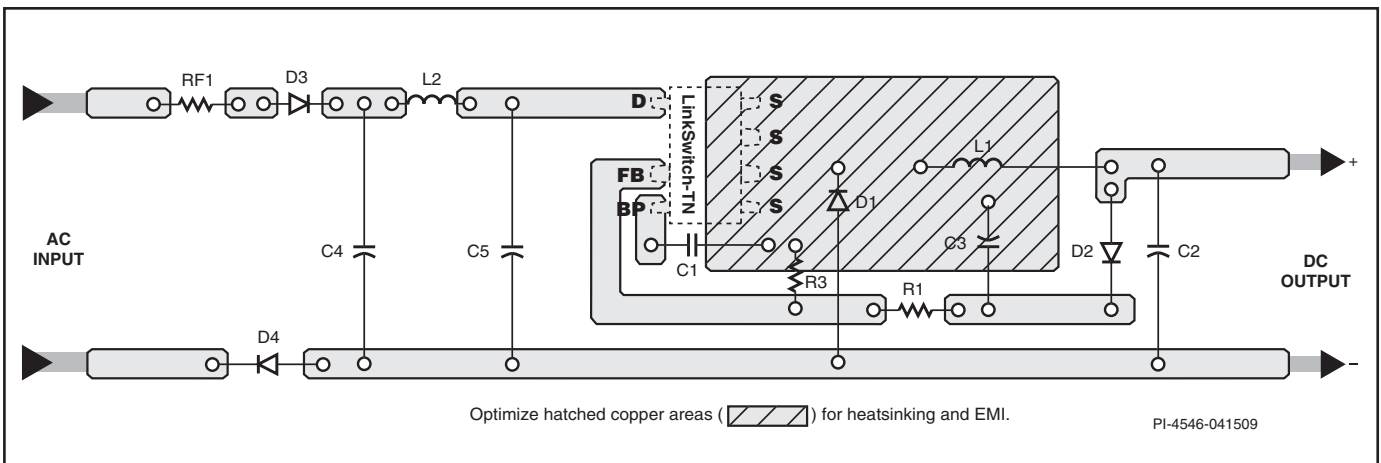 RF1
D3
L2
D
LinkSwitch-TN
S
S
FB
S
BP
S
L1
+
D1
AC
INPUT
C4
C5
C1
R3
C3
D2
C2
DC
OUTPUT
R1
D4
–
Optimize hatched copper areas ( ) for heatsinking and EMI.
PI-4546-041509